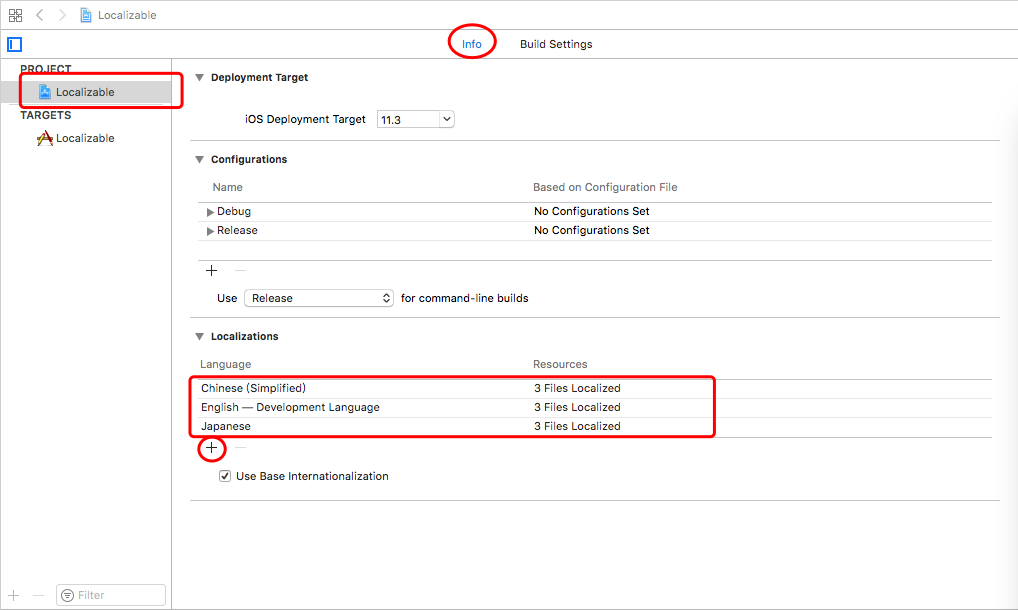 Localizable
Info Build Settings
PROJECT
Localizable
TARGETS
Localizable
Deployment Target
iOS Deployment Target 11.3
Configurations
Name Based on Configuration File
Debug No Configurations Set
Release No Configurations Set
Use Release for command-line builds
Localizations
Language Resources
Chinese (Simplified) 3 Files Localized
English — Development Language 3 Files Localized
Japanese 3 Files Localized
Use Base Internationalization
Filter